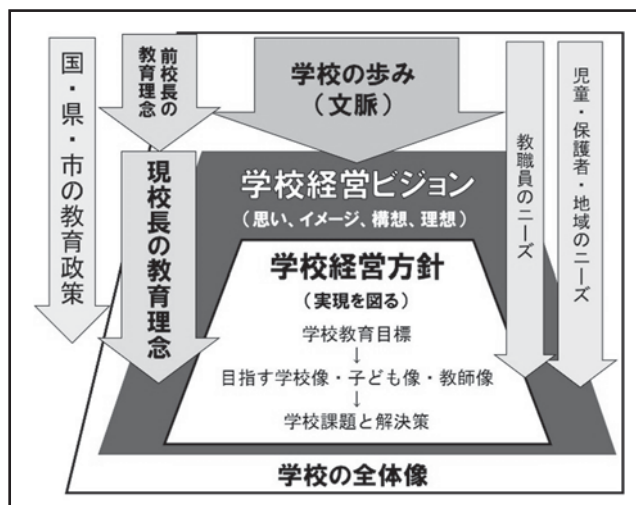 国・県・市の教育政策
前校長の
教育理念
現校長の教育理念
学校の歩み
（文脈）
学校経営ビジョン
（思い、イメージ、構想、理想）
学校経営方針
（実現を図る）
学校教育目標
↓
目指す学校像・子ども像・教師像
↓
学校課題と解決策
教職員のニーズ
児童・保護者・地域のニーズ
学校の全体像